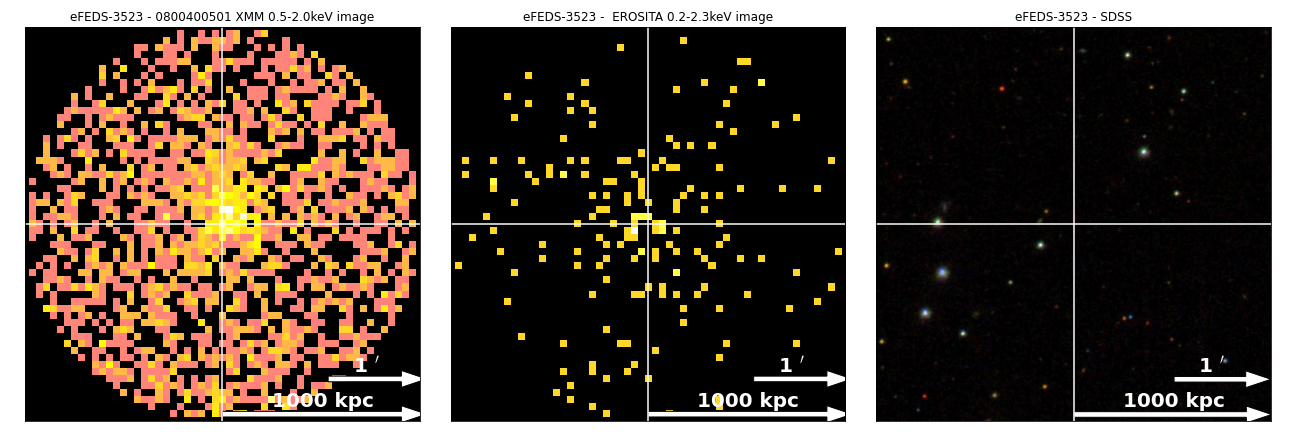 eFEDS-3523 - 0800400501 XMM 0.5-2.0keV image
eFEDS-3523 -  EROSITA 0.2-2.3keV image
eFEDS-3523 - SDSS
1 ′
1000 kpc
1 ′
1000 kpc
1 ′
1000 kpc